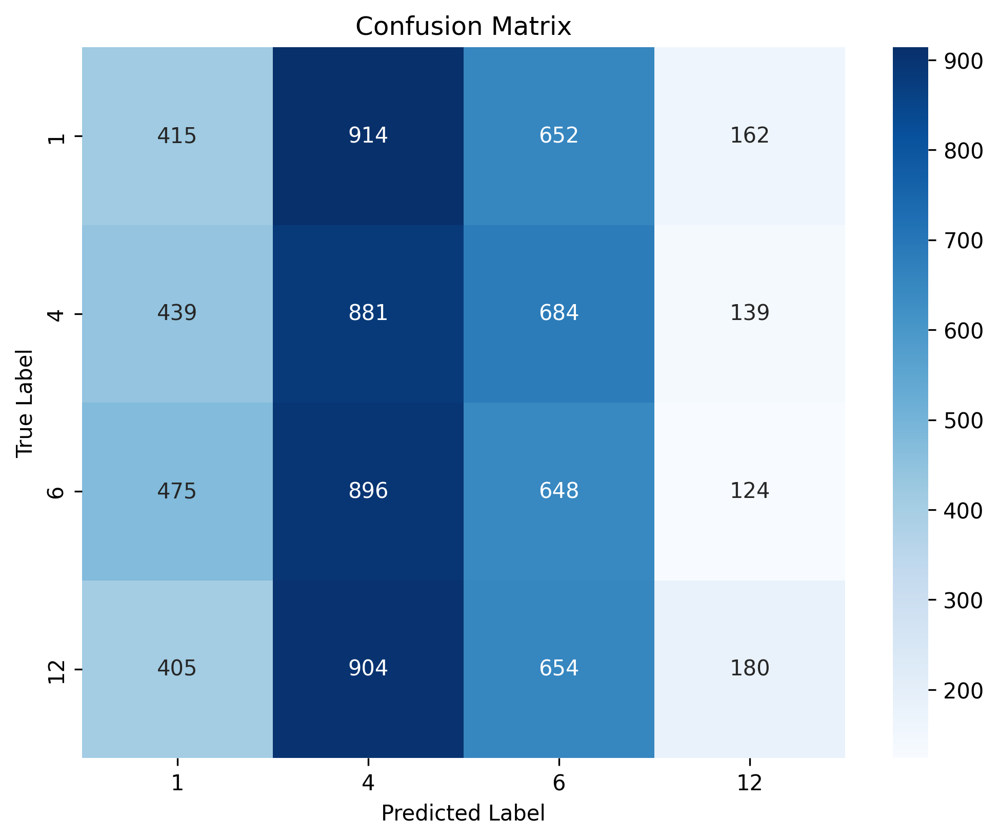 Confusion Matrix
True Label
1
415 914 652 162
4
439 881 684 139
6
475 896 648 124
12
405 904 654 180
1 4 6 12
Predicted Label
900
800
700
600
500
400
300
200